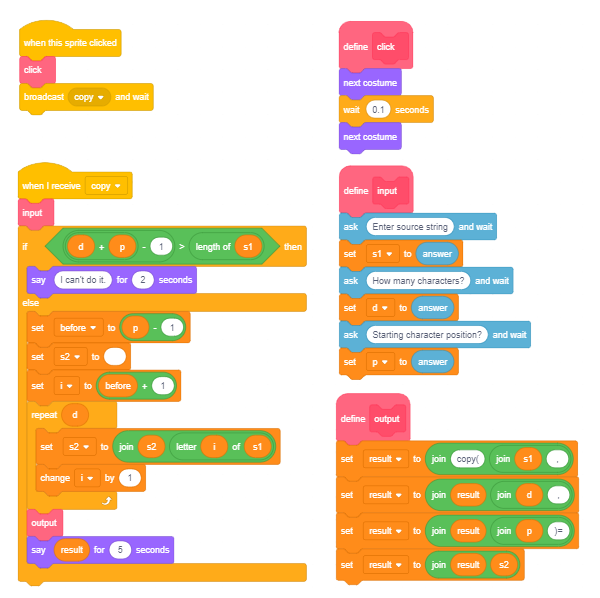 when this sprite clicked
click
broadcast copy and wait
define click
next costume
wait 0.1 seconds
next costume
when I receive copy
input
if d + p - 1 > length of s1 then
say I can't do it. for 2 seconds
else
set before to p - 1
set s2 to
set i to before + 1
repeat d
set s2 to join s2 letter i of s1
change i by 1
output
say result for 5 seconds
define input
ask Enter source string and wait
set s1 to answer
ask How many characters? and wait
set d to answer
ask Starting character position? and wait
set p to answer
define output
set result to join copy( join s1 ,
set result to join result join d ,
set result to join result join p )=
set result to join result s2